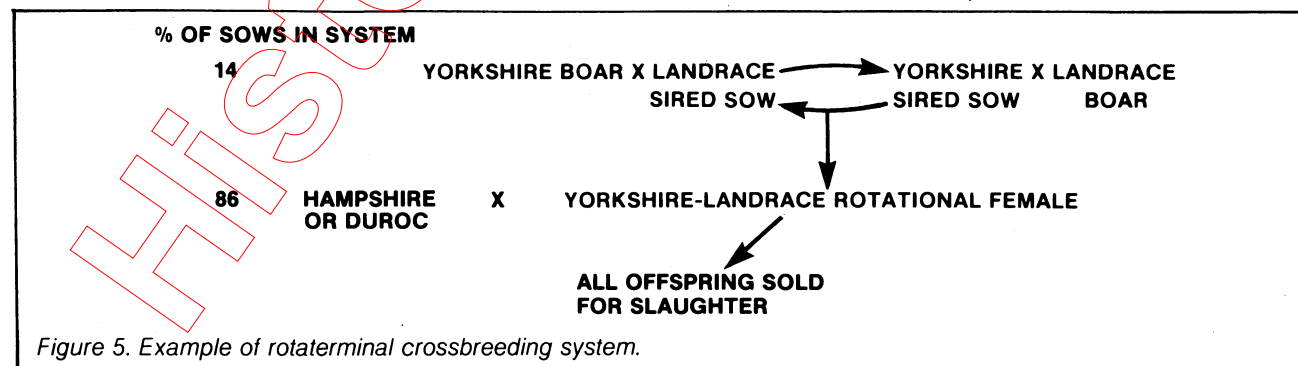 % OF SOWS IN SYSTEM
14 YORKSHIRE BOAR X LANDRACE YORKSHIRE X LANDRACE
SIRED SOW SIRED SOW BOAR
86 HAMPSHIRE X YORKSHIRE-LANDRACE ROTATIONAL FEMALE
OR DUROC
ALL OFFSPRING SOLD
FOR SLAUGHTER
Figure 5. Example of rotaterminal crossbreeding system.